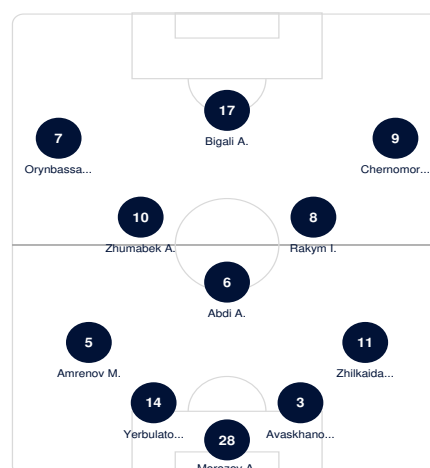 17
Bigali A.
7
Orynbassa...
9
Chernomor...
10
Zhumabek A.
8
Rakym I.
6
Abdi A.
5
Amrenov M.
11
Zhilkaida...
14
Yerbulato...
3
Avaskhano...
28
Morozov A.